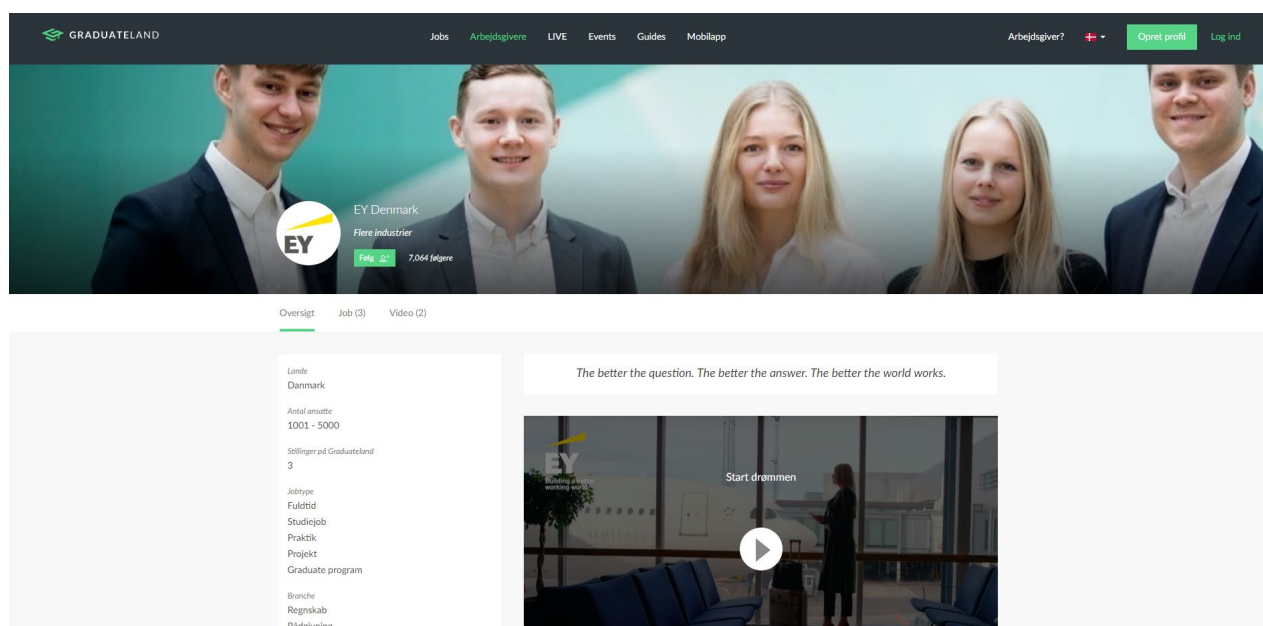 GRADUATELAND
Jobs Arbejdsgivere LIVE Events Guides Mobilapp
Arbejdsgiver? Opret profil Log ind
EY
EY Denmark
Flere industrier
Følg 7,064 følgere
Oversigt Job (3) Video (2)
Lande
Danmark
Antal ansatte
1001 - 5000
Stillinger på Graduateland
3
Jobtype
Fuldtid
Studiejob
Praktik
Projekt
Graduate program
Branche
Regnskab
Rådgivning
The better the question. The better the answer. The better the world works.
EY
Building a better
working world
Start drømmen